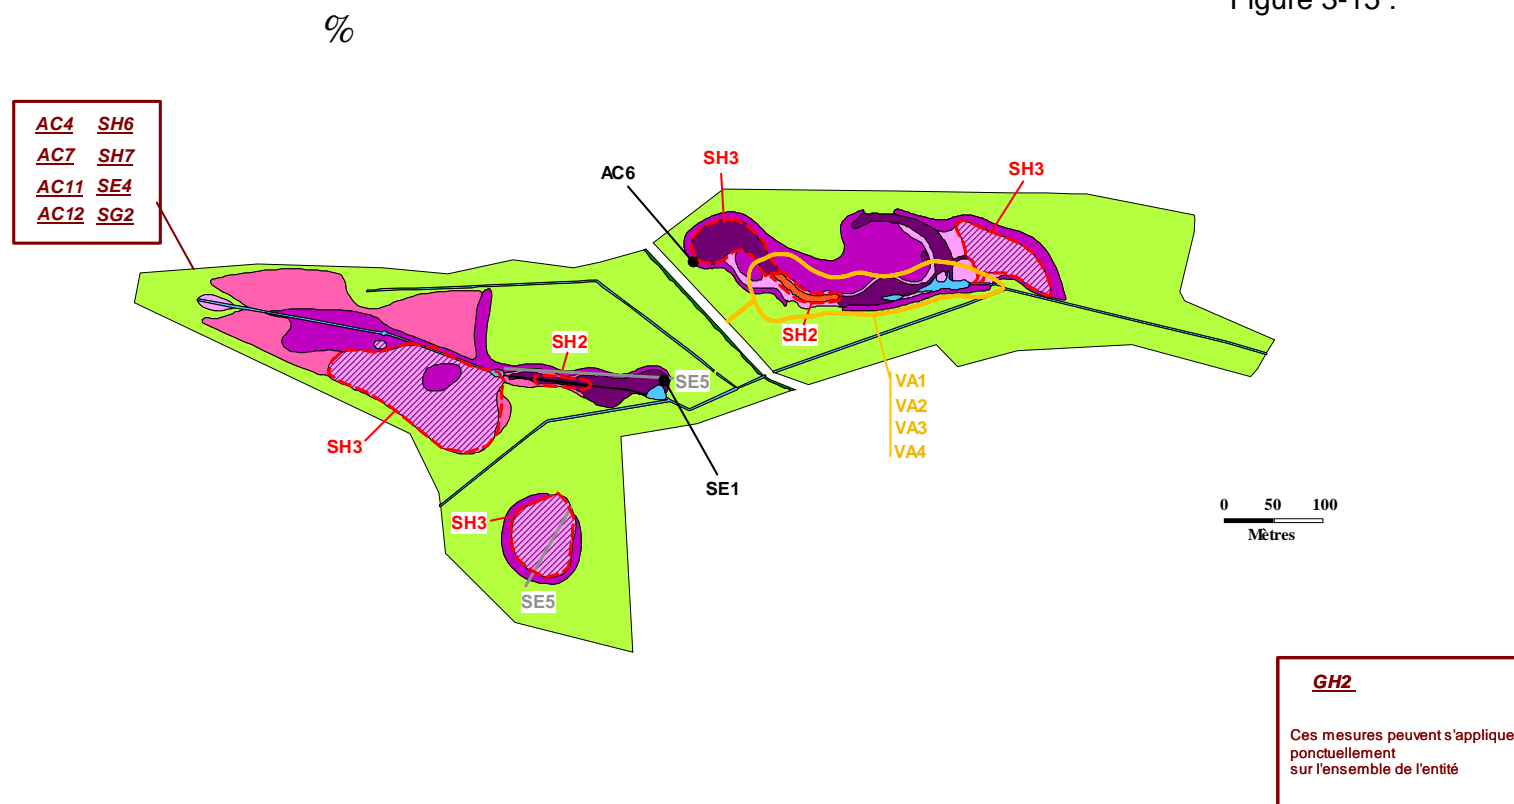 Figure 3-15 :
%
AC4 SH6
AC7 SH7
AC11 SE4
AC12 SG2
AC6
SH3
SH3
SH2
SH2
SE5
VA1
VA2
VA3
VA4
SH3
SE1
SH3
SE5
0 50 100
Mètres
GH2
Ces mesures peuvent s'applique
ponctuellement
sur l'ensemble de l'entité